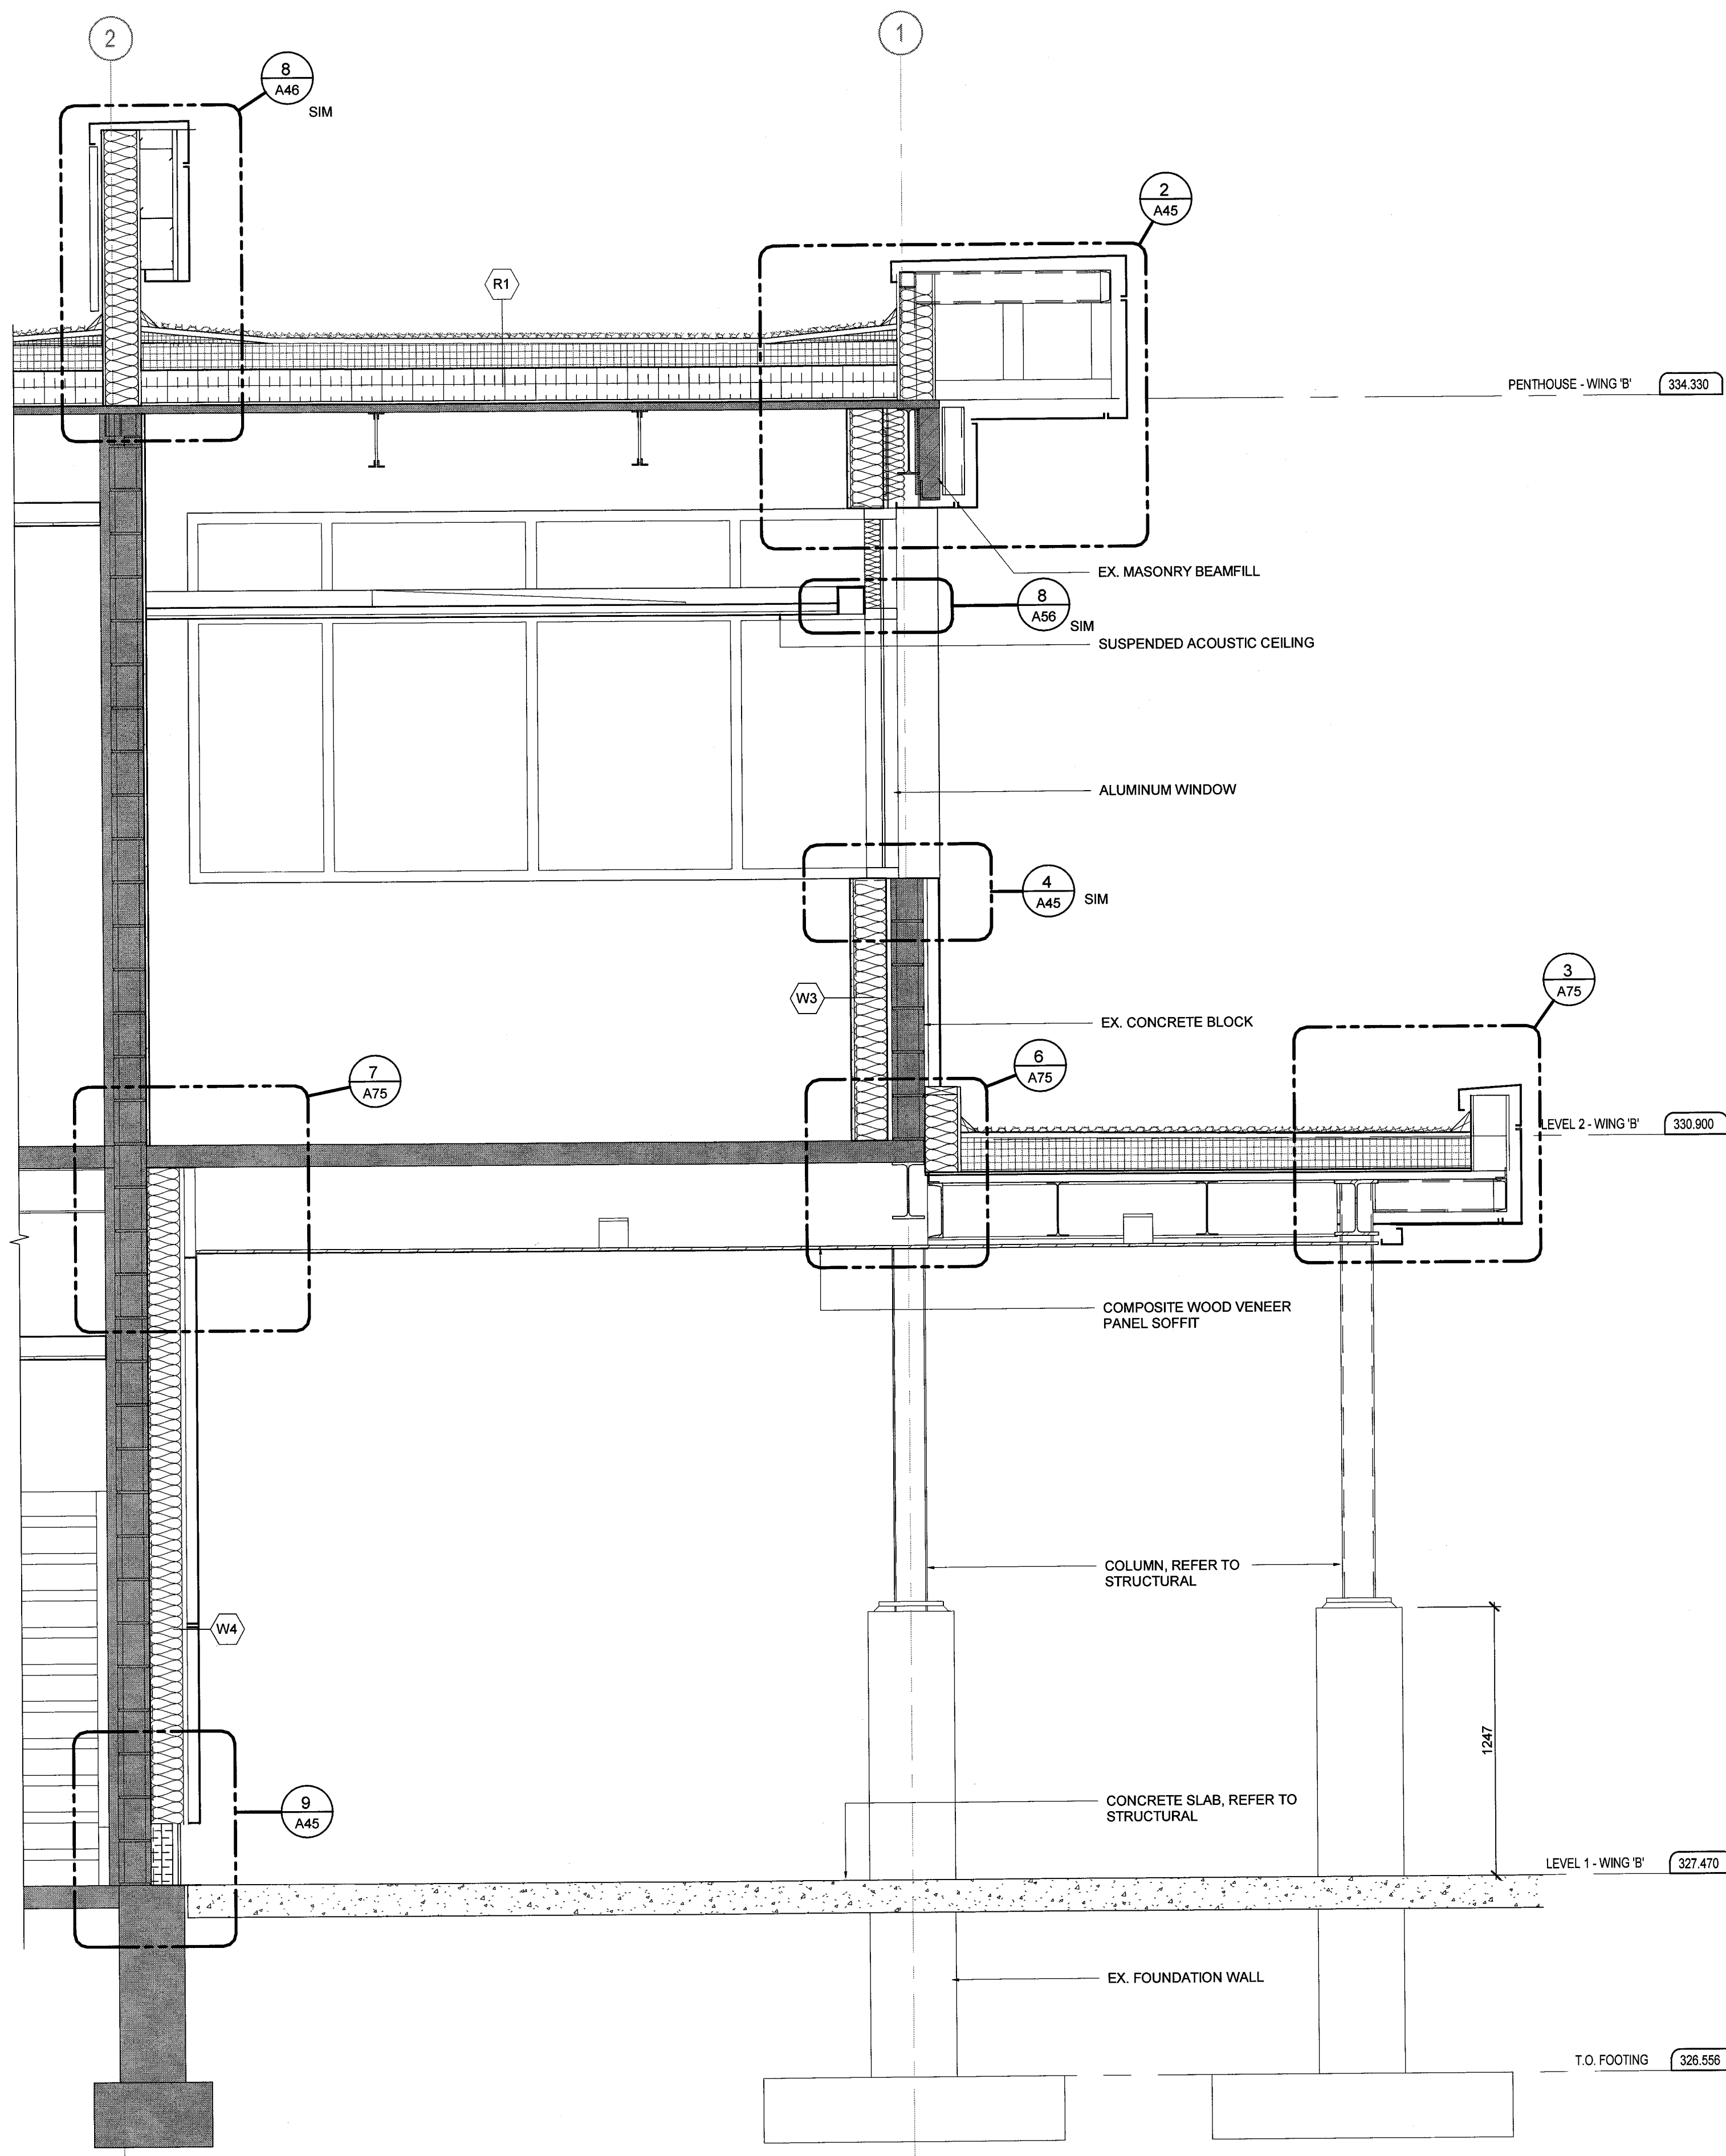 2
1
8
A46
SIM
2
A45
R1
PENTHOUSE - WING 'B'
334.330
EX. MASONRY BEAMFILL
8
A56
SIM
SUSPENDED ACOUSTIC CEILING
ALUMINUM WINDOW
4
A45
SIM
W3
EX. CONCRETE BLOCK
3
A75
7
A75
6
A75
LEVEL 2 - WING 'B'
330.900
COMPOSITE WOOD VENEER
PANEL SOFFIT
COLUMN, REFER TO
STRUCTURAL
W4
1247
9
A45
CONCRETE SLAB, REFER TO
STRUCTURAL
LEVEL 1 - WING 'B'
327.470
EX. FOUNDATION WALL
T.O. FOOTING
326.556